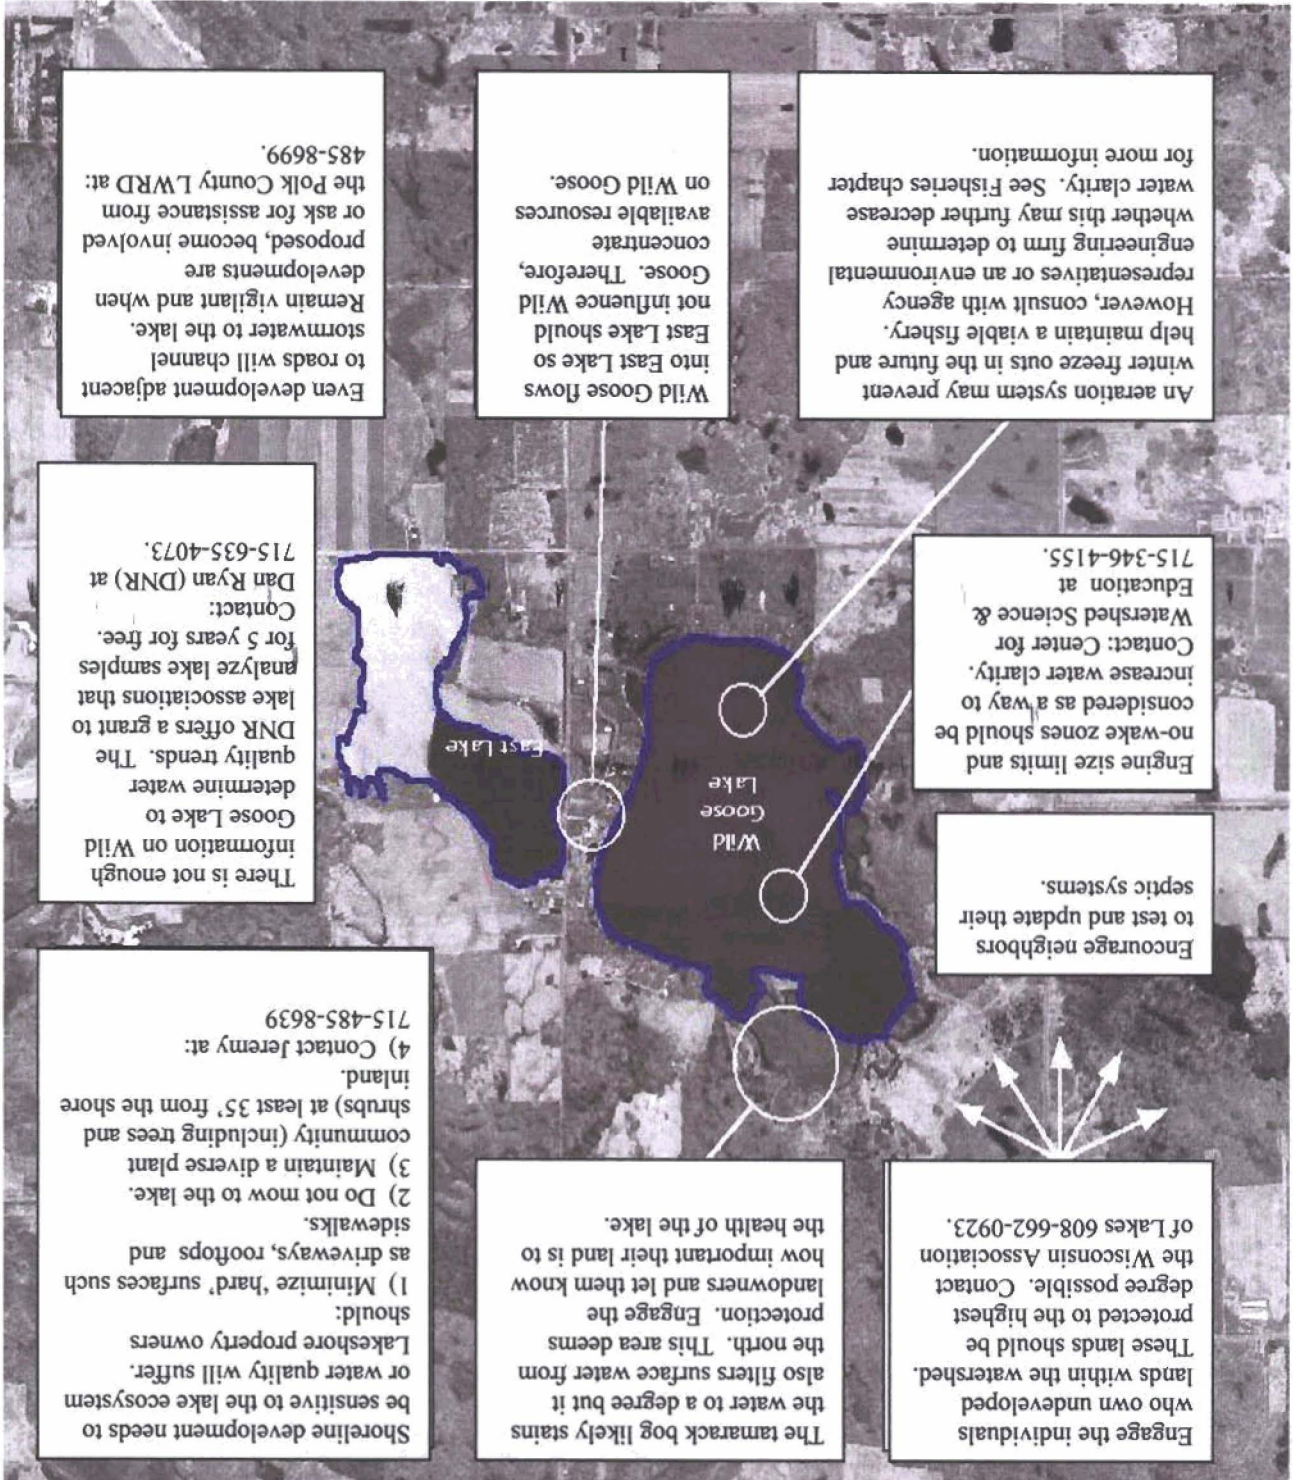 Engage the individuals
who own undeveloped
lands within the watershed.
These lands should be
protected to the highest
degree possible. Contact
the Wisconsin Association
of Lakes 608-662-0923.
The tamarack bog likely stains
the water to a degree but it
also filters surface water from
the north. This area deems
protection. Engage the
landowners and let them know
how important their land is to
the health of the lake.
Shoreline development needs to
be sensitive to the lake ecosystem
or water quality will suffer.
Lakeshore property owners
should:
1) Minimize 'hard' surfaces such
as driveways, rooftops and
sidewalks.
2) Do not mow to the lake.
3) Maintain a diverse plant
community (including trees and
shrubs) at least 35' from the shore
inland.
4) Contact Jeremy at:
715-485-8639
Encourage neighbors
to test and update their
septic systems.
Wild
Goose
Lake
East Lake
There is not enough
information on Wild
Goose Lake to
determine water
quality trends. The
DNR offers a grant to
lake associations that
analyze lake samples
for 5 years for free.
Contact:
Dan Ryan (DNR) at
715-635-4073.
Engine size limits and
no-wake zones should be
considered as a way to
increase water clarity.
Contact: Center for
Watershed Science &
Education at
715-346-4155.
An aeration system may prevent
winter freeze outs in the future and
help maintain a viable fishery.
However, consult with agency
representatives or an environmental
engineering firm to determine
whether this may further decrease
water clarity. See Fisheries chapter
for more information.
Wild Goose flows
into East Lake so
East Lake should
not influence Wild
Goose. Therefore,
concentrate
available resources
on Wild Goose.
Even development adjacent
to roads will channel
stormwater to the lake.
Remain vigilant and when
developments are
proposed, become involved
or ask for assistance from
the Polk County LWRD at:
485-8699.